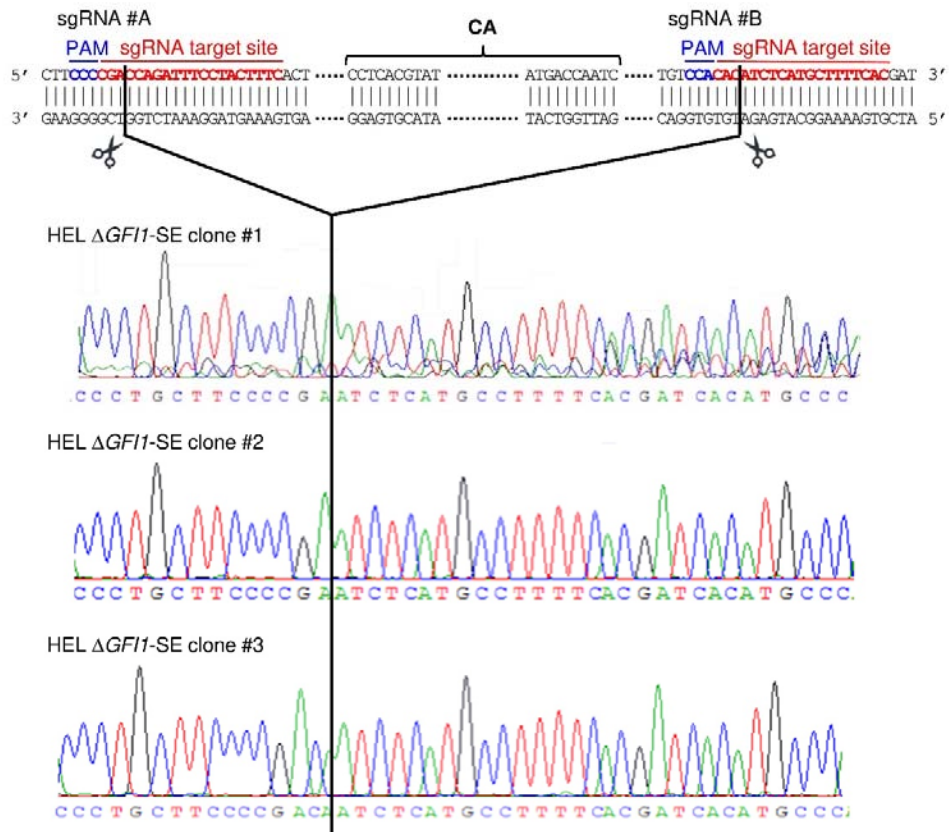 sgRNA #A
CA
sgRNA #B
PAM sgRNA target site
PAM sgRNA target site
5′ CTTCCCCGACCAGATTTCCTACTTTCACT ····· CCTCACGTAT ·········· ATGACCAATC ····· TGTCCACACATCTCATGCTTTTCACGAT 3′
3′ GAAGGGGCTGGTCTAAAGGATGAAAGTGA ····· GGAGTGCATA ·········· TACTGGTTAG ····· CAGGTGTGTAGAGTACGGAAAAGTGCTA 5′
HEL ΔGFI1-SE clone #1
CCCTGCTTCCCCGAATCTCATGCCTTTTCACGATCACATGCCC
HEL ΔGFI1-SE clone #2
CCCTGCTTCCCCGAATCTCATGCCTTTTCACGATCACATGCCC
HEL ΔGFI1-SE clone #3
CCCTGCTTCCCCGACAATCTCATGCCTTTTCACGATCACATGCCC